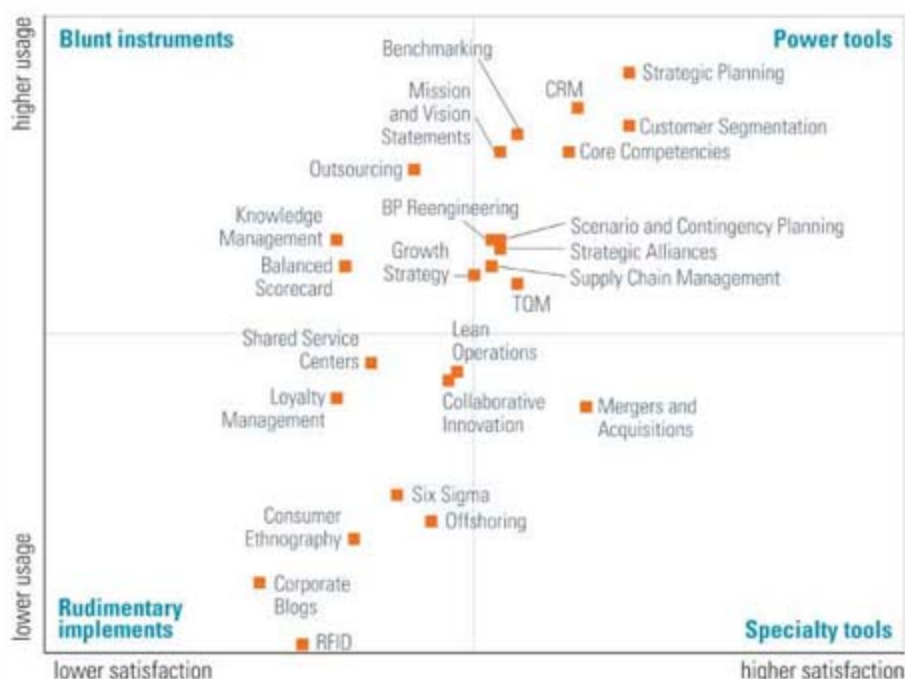 higher usage
lower usage
Blunt instruments
Power tools
Benchmarking
Strategic Planning
CRM
Mission
and Vision
Statements
Customer Segmentation
Core Competencies
Outsourcing
BP Reengineering
Knowledge
Management
Scenario and Contingency Planning
Strategic Alliances
Growth
Strategy
Balanced
Scorecard
Supply Chain Management
TQM
Lean
Operations
Shared Service
Centers
Loyalty
Management
Collaborative
Innovation
Mergers and
Acquisitions
Six Sigma
Offshoring
Consumer
Ethnography
Corporate
Blogs
RFID
Rudimentary
implements
Specialty tools
lower satisfaction
higher satisfaction